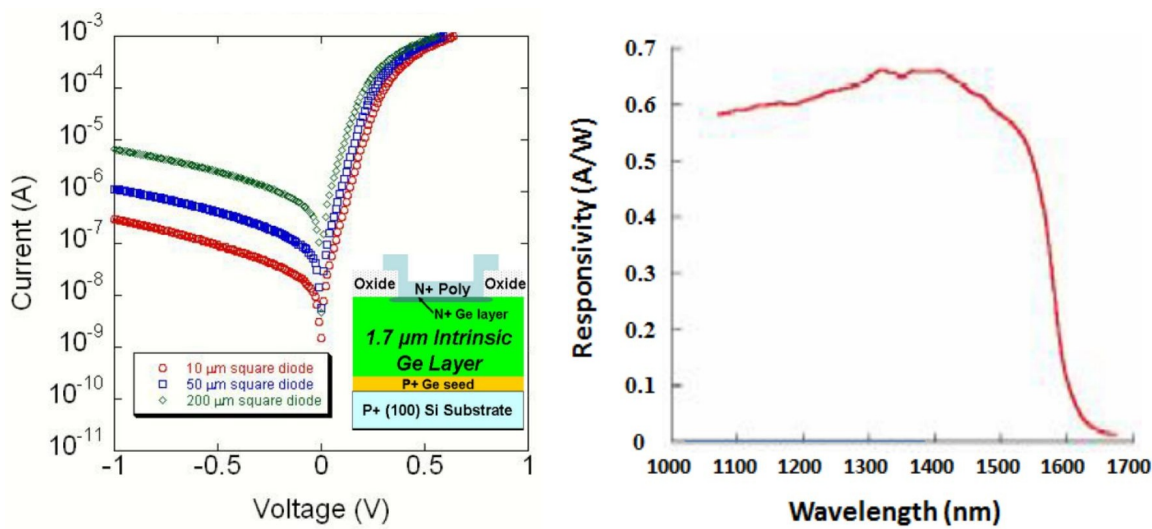 10⁻³
10⁻⁴
10⁻⁵
10⁻⁶
10⁻⁷
10⁻⁸
10⁻⁹
10⁻¹⁰
10⁻¹¹
Current (A)
-1
-0.5
0
0.5
1
Voltage (V)
10 µm square diode
50 µm square diode
200 µm square diode
Oxide
N+ Poly
Oxide
N+ Ge layer
1.7 µm Intrinsic
Ge Layer
P+ Ge seed
P+ (100) Si Substrate
0.7
0.6
0.5
0.4
0.3
0.2
0.1
0
Responsivity (A/W)
1000
1100
1200
1300
1400
1500
1600
1700
Wavelength (nm)